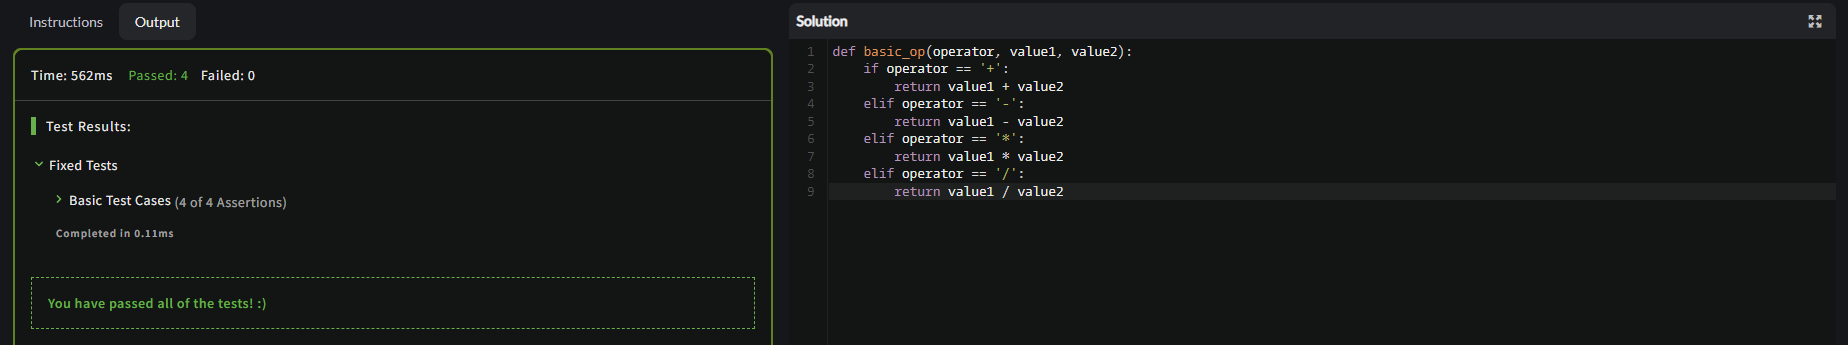 Instructions
Output
Time: 562ms Passed: 4 Failed: 0
Test Results:
Fixed Tests
Basic Test Cases (4 of 4 Assertions)
Completed in 0.11ms
You have passed all of the tests! :)
Solution
1 def basic_op(operator, value1, value2):
2     if operator == '+':
3         return value1 + value2
4     elif operator == '-':
5         return value1 - value2
6     elif operator == '*':
7         return value1 * value2
8     elif operator == '/':
9         return value1 / value2